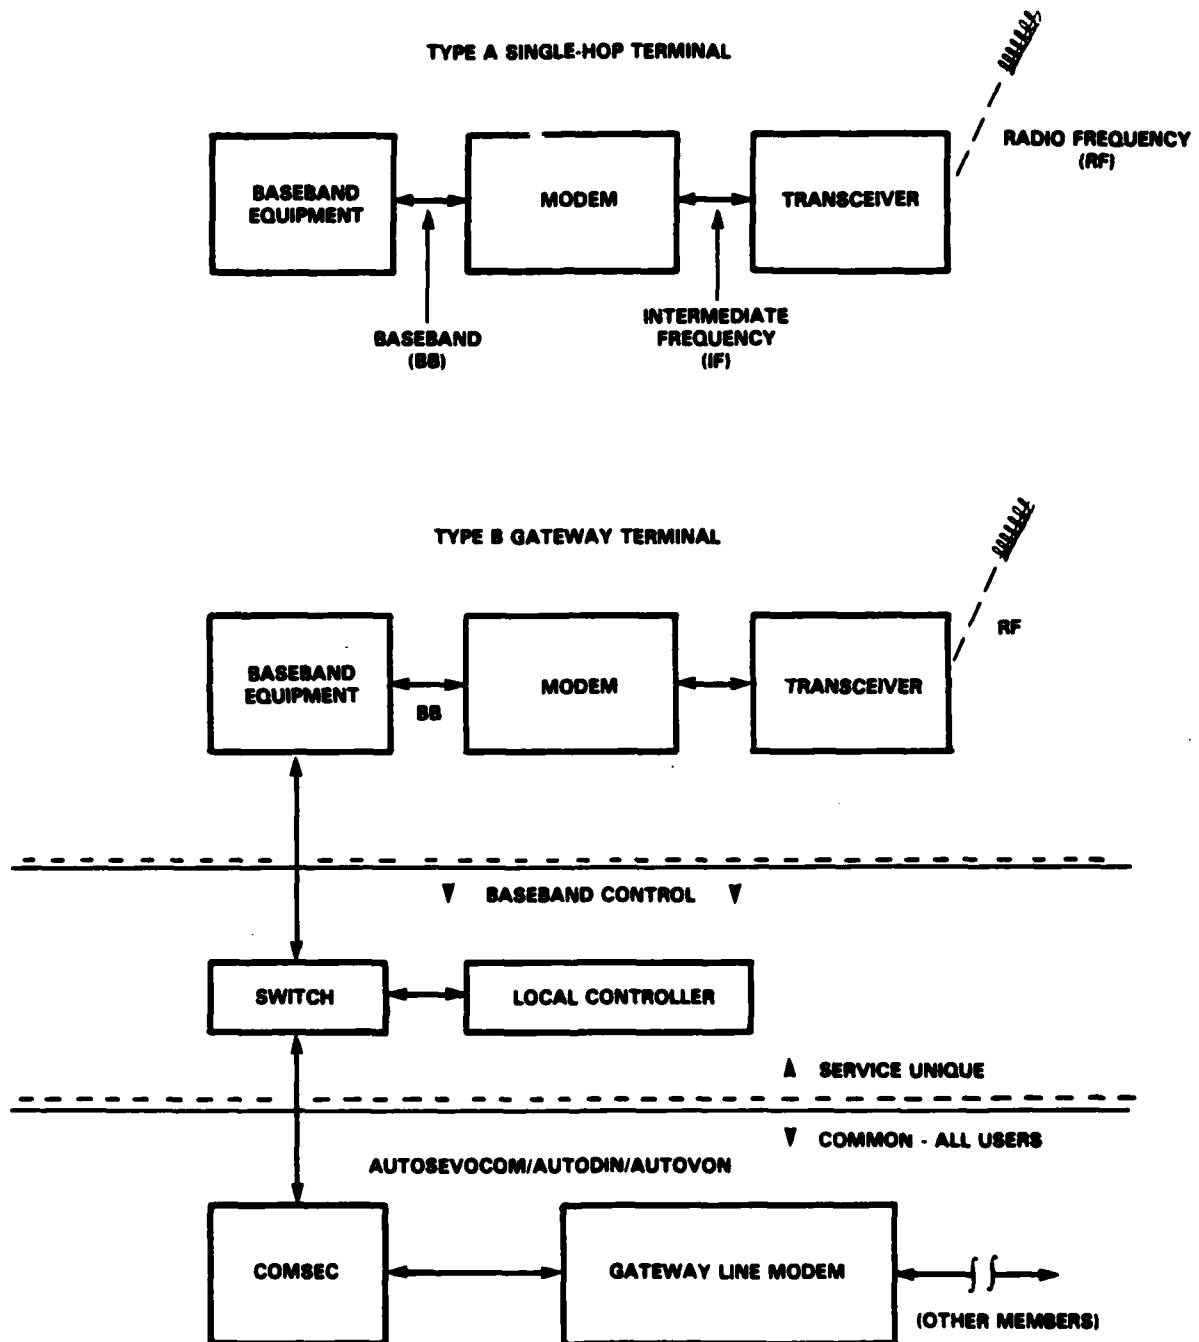 TYPE A SINGLE-HOP TERMINAL
RADIO FREQUENCY
(RF)
BASEBAND
EQUIPMENT
MODEM
TRANSCEIVER
BASEBAND
(BB)
INTERMEDIATE
FREQUENCY
(IF)
TYPE B GATEWAY TERMINAL
RF
BASEBAND
EQUIPMENT
BB
MODEM
TRANSCEIVER
BASEBAND CONTROL
SWITCH
LOCAL CONTROLLER
SERVICE UNIQUE
COMMON - ALL USERS
AUTOSEVOCOM/AUTODIN/AUTOVON
COMSEC
GATEWAY LINE MODEM
(OTHER MEMBERS)